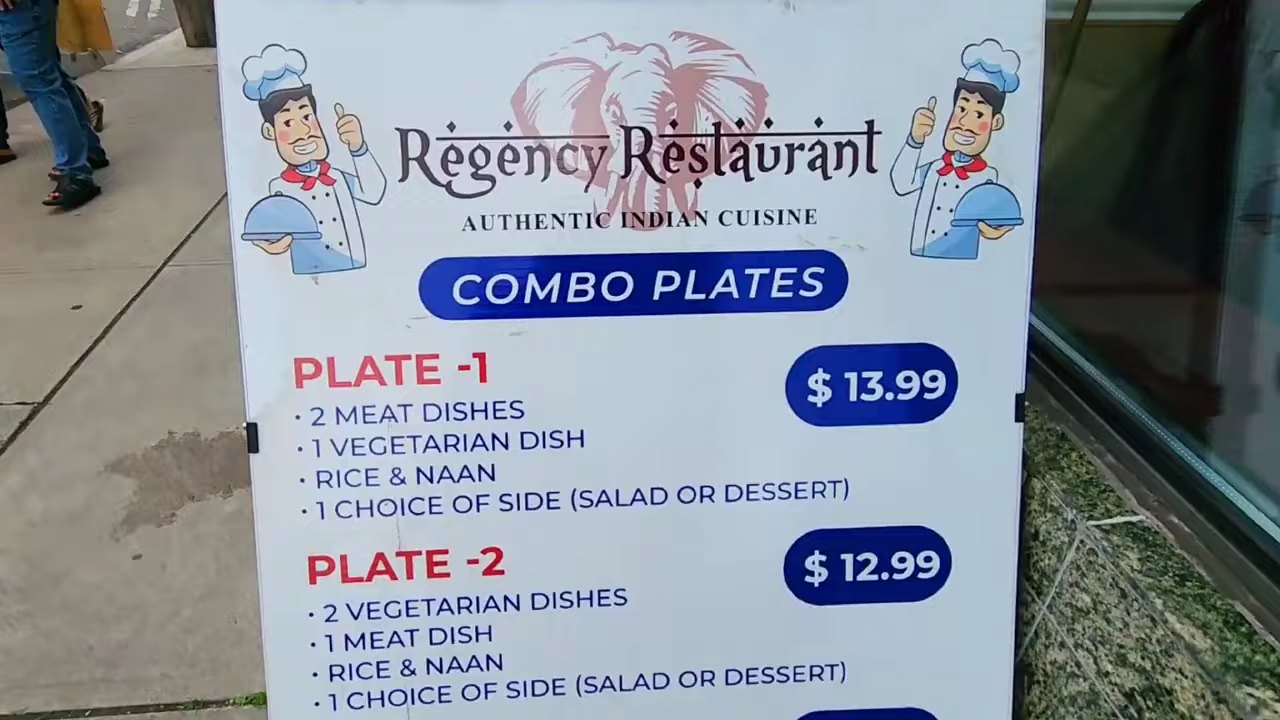 Regency Restaurant
AUTHENTIC INDIAN CUISINE
COMBO PLATES
PLATE -1
$ 13.99
· 2 MEAT DISHES
· 1 VEGETARIAN DISH
· RICE & NAAN
· 1 CHOICE OF SIDE (SALAD OR DESSERT)
PLATE -2
$ 12.99
· 2 VEGETARIAN DISHES
· 1 MEAT DISH
· RICE & NAAN
· 1 CHOICE OF SIDE (SALAD OR DESSERT)